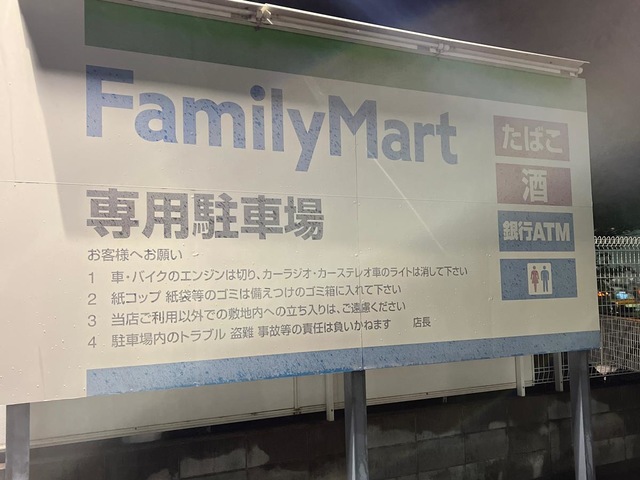 FamilyMart
専用駐車場
お客様へお願い
1 車・バイクのエンジンは切り、カーラジオ・カーステレオ車のライトは消して下さい
2 紙コップ 紙袋等のゴミは備えつけのゴミ箱に入れて下さい
3 当店ご利用以外での敷地内への立ち入りは、ご遠慮ください
4 駐車場内のトラブル 盗難 事故等の責任は負いかねます 店長
たばこ
酒
銀行ATM